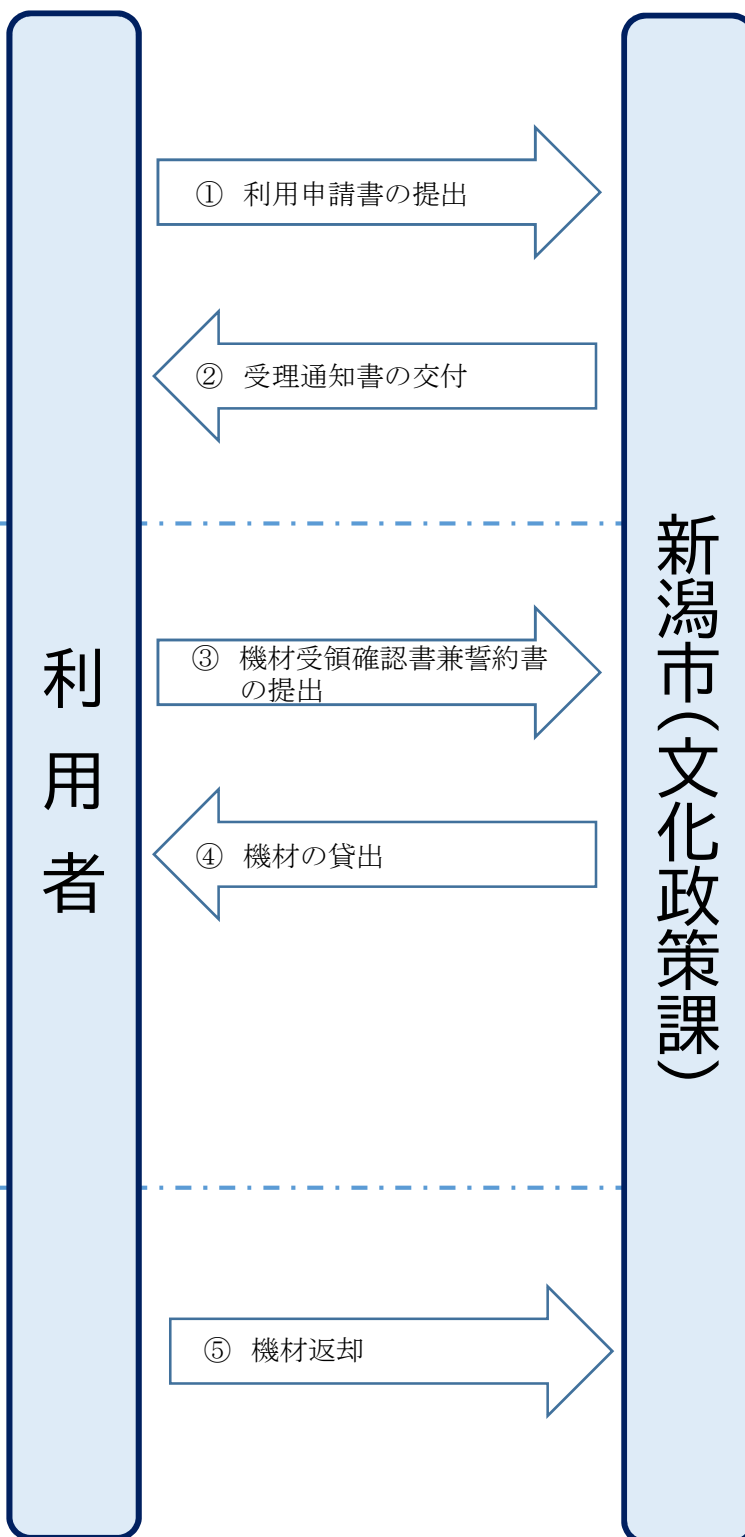 ① 利用申請書の提出
② 受理通知書の交付
③ 機材受領確認書兼誓約書
の提出
④ 機材の貸出
⑤ 機材返却
利用者
新潟市(文化政策課)